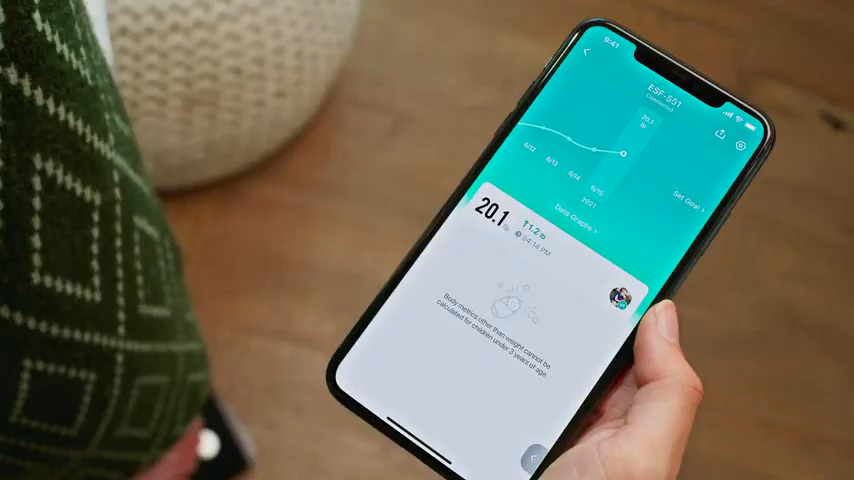 9:41
ESF-551
Connected
20.1
lb
6/12
6/13
6/14
6/15
2021
Set Goal >
Data Graphs >
20.1 lb
↑1.2 lb
04:14 PM
Body metrics other than weight cannot be
calculated for children under 3 years of age.